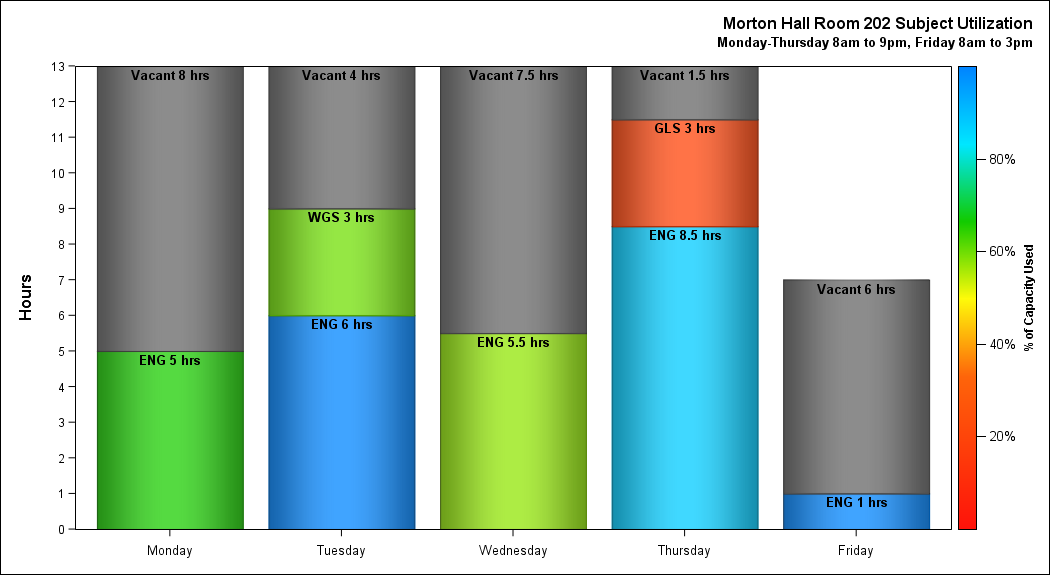 Morton Hall Room 202 Subject Utilization
Monday-Thursday 8am to 9pm, Friday 8am to 3pm
Hours
13
12
11
10
9
8
7
6
5
4
3
2
1
0
Vacant 8 hrs
ENG 5 hrs
Vacant 4 hrs
WGS 3 hrs
ENG 6 hrs
Vacant 7.5 hrs
ENG 5.5 hrs
Vacant 1.5 hrs
GLS 3 hrs
ENG 8.5 hrs
Vacant 6 hrs
ENG 1 hrs
Monday
Tuesday
Wednesday
Thursday
Friday
80%
60%
40%
20%
% of Capacity Used